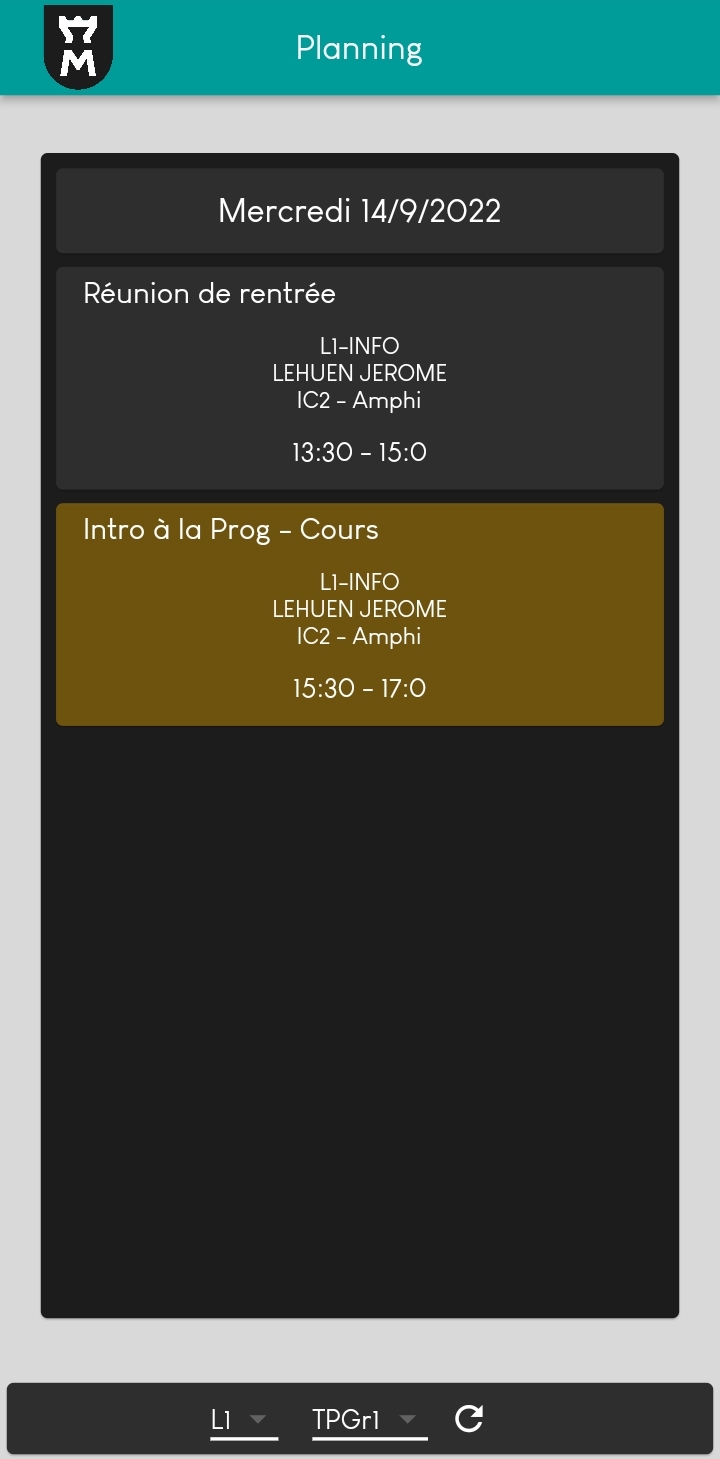 M
Planning
Mercredi 14/9/2022
Réunion de rentrée
L1-INFO
LEHUEN JEROME
IC2 - Amphi
13:30 - 15:0
Intro à la Prog - Cours
L1-INFO
LEHUEN JEROME
IC2 - Amphi
15:30 - 17:0
L1 TPGr1